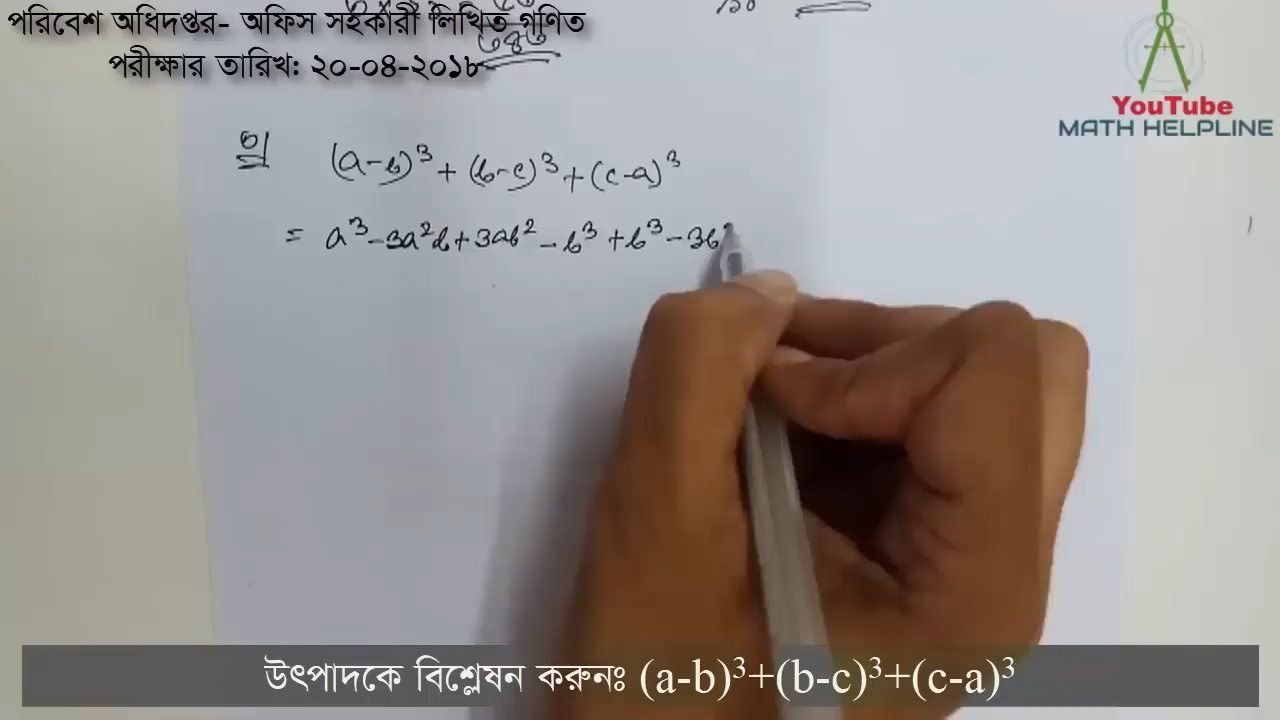 পরিবেশ অধিদপ্তর- অফিস সহকারী লিখিত গণিত
পরীক্ষার তারিখ: ২০-০৪-২০১৮
YouTube
MATH HELPLINE
(a-b)³+(b-c)³+(c-a)³
= a³-3a²b+3ab²-b³+b³-3b²
উৎপাদকে বিশ্লেষন করুনঃ (a-b)³+(b-c)³+(c-a)³